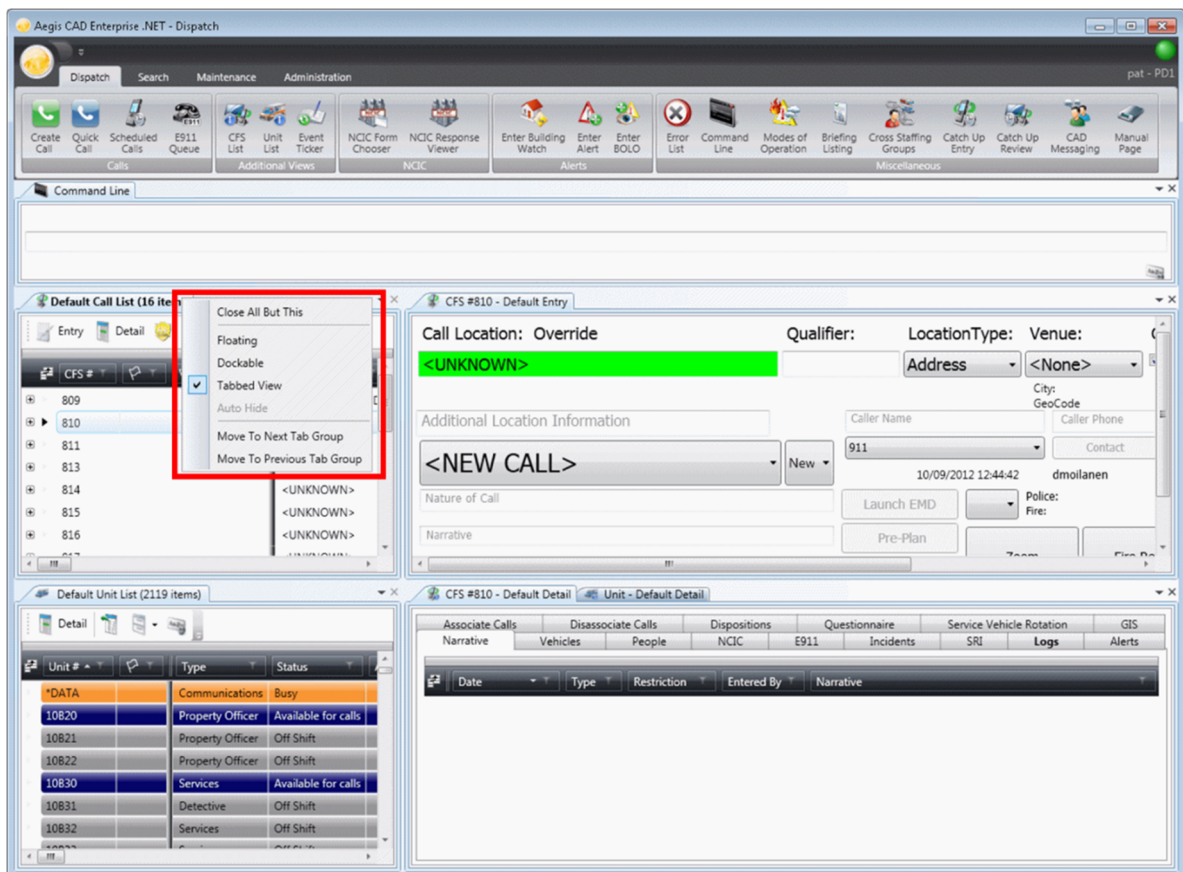 Aegis CAD Enterprise .NET - Dispatch
Dispatch Search Maintenance Administration pat - PD1
Create Call Quick Call Scheduled Calls E911 Queue CFS List Unit List Event Ticker NCIC Form Chooser NCIC Response Viewer Enter Building Watch Enter Alert Enter BOLO Error List Command Line Modes of Operation Briefing Listing Cross Staffing Groups Catch Up Entry Catch Up Review CAD Messaging Manual Page
Calls Additional Views NCIC Alerts Miscellaneous
Command Line
Default Call List (16 item
Entry Detail
CFS #
809
810
811
813
814 <UNKNOWN>
815 <UNKNOWN>
816 <UNKNOWN>
Close All But This
Floating
Dockable
Tabbed View
Auto Hide
Move To Next Tab Group
Move To Previous Tab Group
CFS #810 - Default Entry
Call Location: Override Qualifier: LocationType: Venue:
<UNKNOWN> Address <None>
City:
GeoCode
Additional Location Information Caller Name Caller Phone
<NEW CALL> New 911 Contact
10/09/2012 12:44:42 dmoilanen
Nature of Call Launch EMD Police:
Fire:
Narrative Pre-Plan
Zoom
Default Unit List (2119 items)
Detail
Unit # Type Status
*DATA Communications Busy
10B20 Property Officer Available for calls
10B21 Property Officer Off Shift
10B22 Property Officer Off Shift
10B30 Services Available for calls
10B31 Detective Off Shift
10B32 Services Off Shift
CFS #810 - Default Detail Unit - Default Detail
Associate Calls Disassociate Calls Dispositions Questionnaire Service Vehicle Rotation GIS
Narrative Vehicles People NCIC E911 Incidents SRI Logs Alerts
Date Type Restriction Entered By Narrative